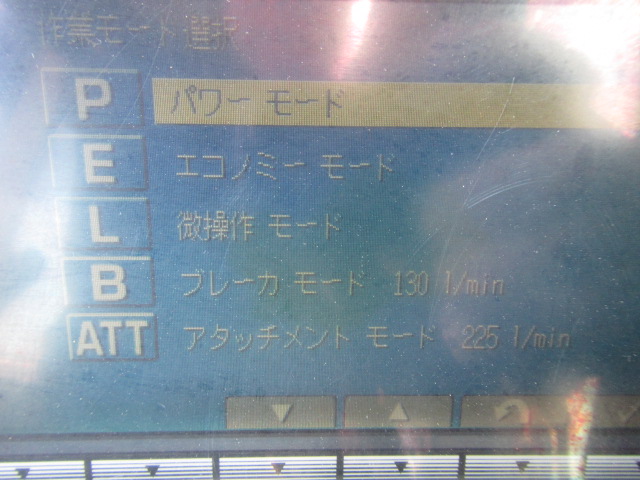 作業モード選択
P パワー モード
E エコノミー モード
L 微操作 モード
B ブレーカ モード 130 l/min
ATT アタッチメント モード 225 l/min